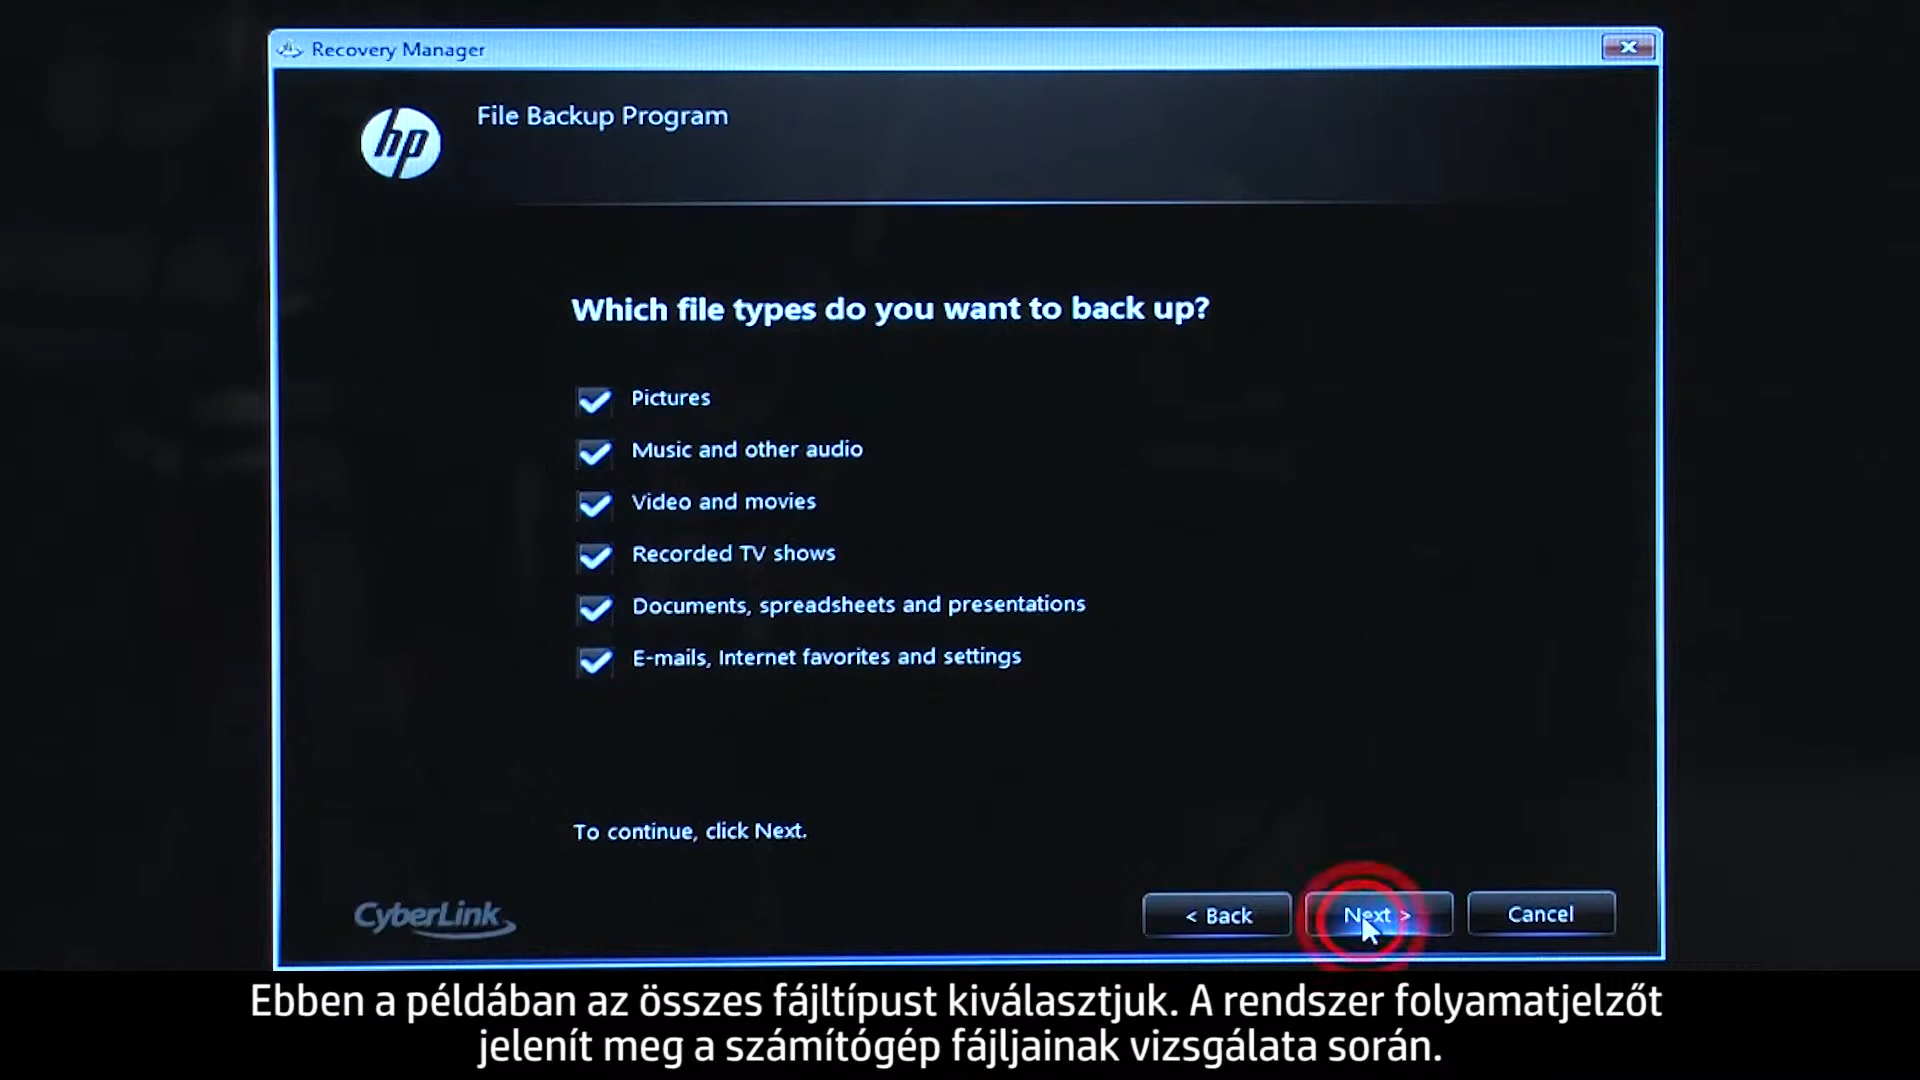 Recovery Manager
hp
File Backup Program
Which file types do you want to back up?
Pictures
Music and other audio
Video and movies
Recorded TV shows
Documents, spreadsheets and presentations
E-mails, Internet favorites and settings
To continue, click Next.
CyberLink
< Back
Next >
Cancel
Ebben a példában az összes fájltípust kiválasztjuk. A rendszer folyamatjelzőt
jelenít meg a számítógép fájljainak vizsgálata során.